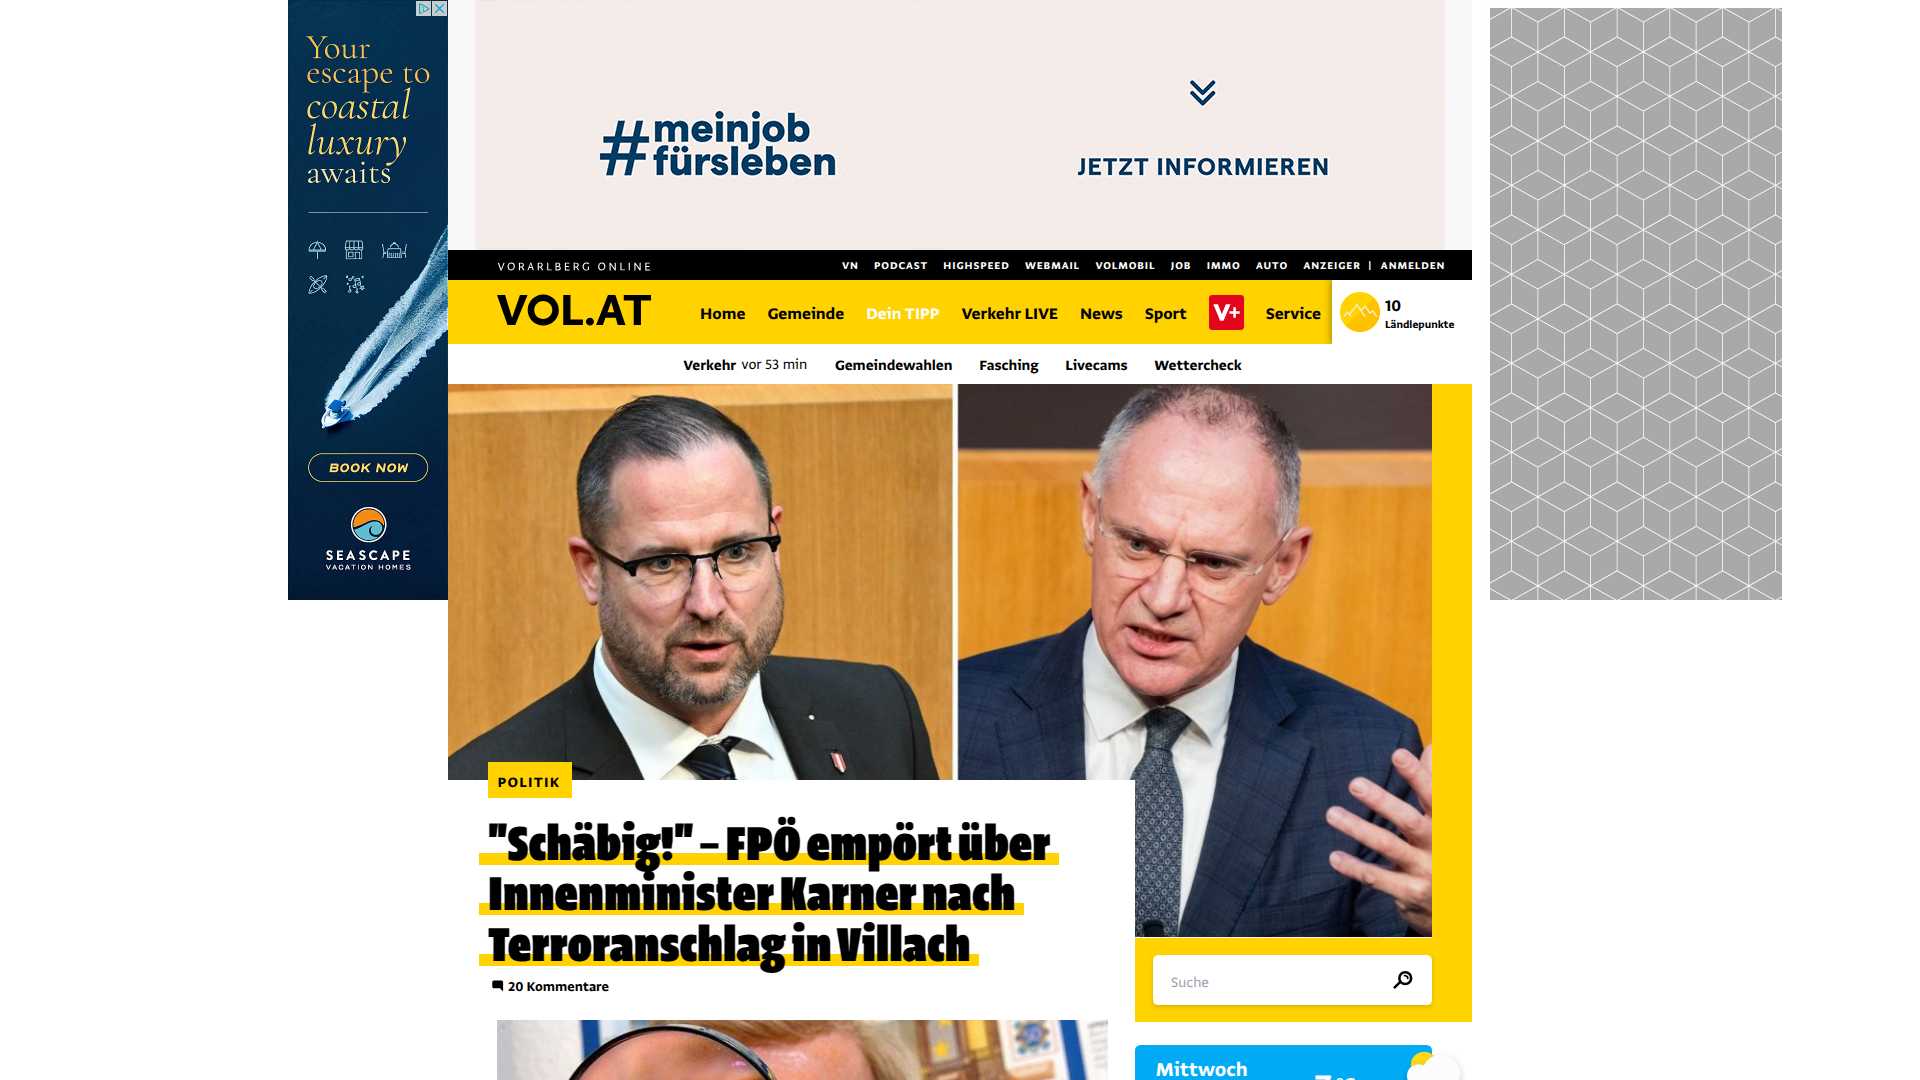 Your
escape to
coastal
luxury
awaits
BOOK NOW
SEASCAPE
VACATION HOMES
#meinjob
fürsleben
JETZT INFORMIEREN
VORARLBERG ONLINE
VN PODCAST HIGHSPEED WEBMAIL VOLMOBIL JOB IMMO AUTO ANZEIGER | ANMELDEN
VOL.AT
Home Gemeinde Dein TIPP Verkehr LIVE News Sport V+ Service
10
Ländlepunkte
Verkehr vor 53 min Gemeindewahlen Fasching Livecams Wettercheck
POLITIK
"Schäbig!" – FPÖ empört über
Innenminister Karner nach
Terroranschlag in Villach
20 Kommentare
Suche
Mittwoch